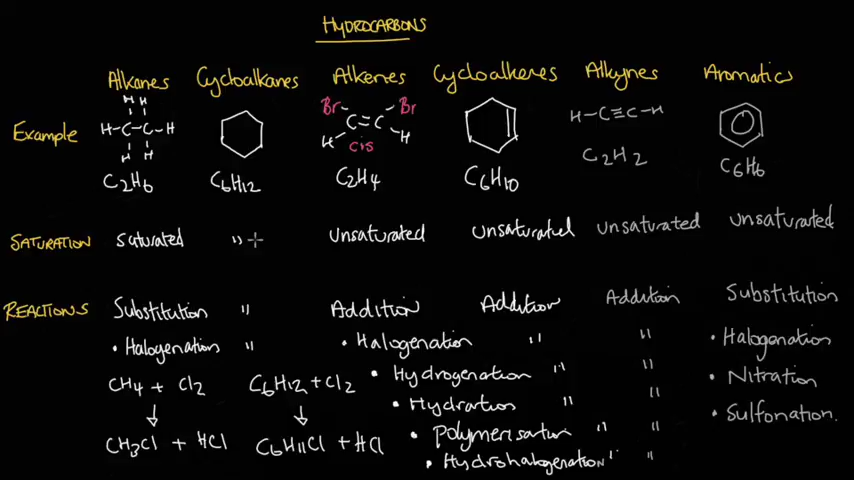 HYDROCARBONS
Alkanes Cycloalkanes Alkenes Cycloalkenes Alkynes Aromatics
Example
H H
H-C-C-H
H H
C2H6
C6H12
Br Br
C=C
H H
cis
C2H4
C6H10
H-C≡C-H
C2H2
C6H6
SATURATION saturated " unsaturated unsaturated unsaturated unsaturated
REACTIONS Substitution " Addition Addition Addition Substitution
• Halogenation " • Halogenation " " • Halogenation
CH4 + Cl2 C6H12 + Cl2 • Hydrogenation " " • Nitration
↓ ↓ • Hydration " " • Sulfonation.
CH3Cl + HCl C6H11Cl + HCl • polymerisation " "
• Hydrohalogenation " "